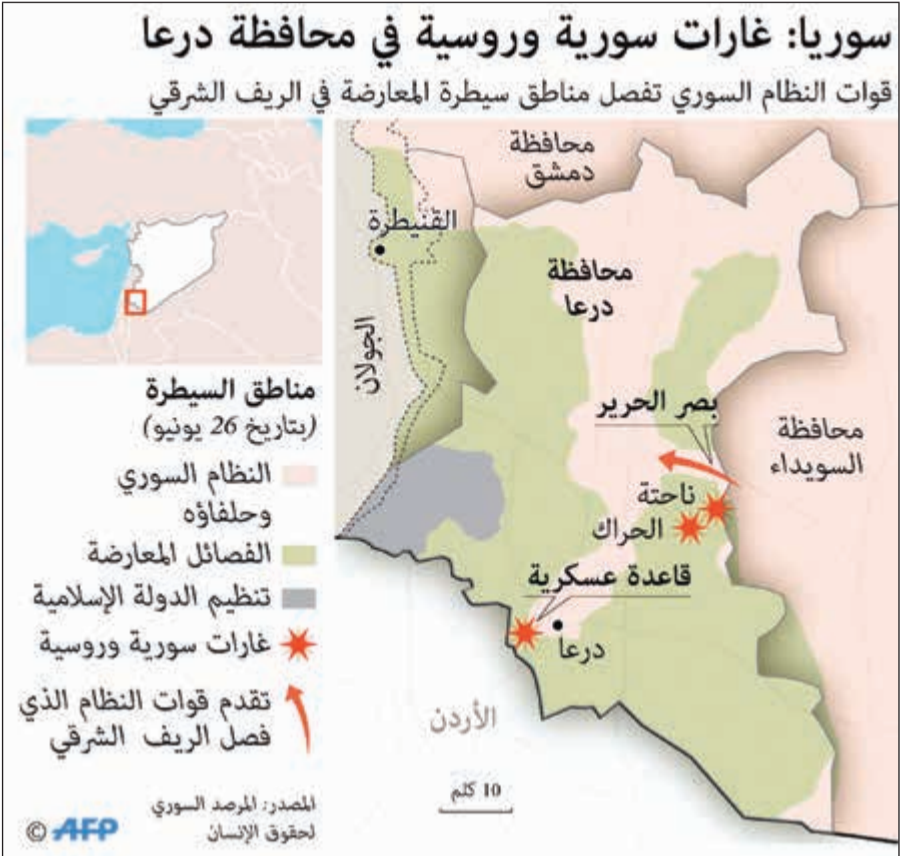 سوريا: غارات سورية وروسية في محافظة درعا
قوات النظام السوري تفصل مناطق سيطرة المعارضة في الريف الشرقي
محافظة
دمشق
القنيطرة
محافظة
درعا
الجولان
بصر الحرير
محافظة
السويداء
ناحتة
الحراك
قاعدة عسكرية
درعا
الأردن
10 كلم
مناطق السيطرة
(بتاريخ 26 يونيو)
النظام السوري
وحلفاؤه
الفصائل المعارضة
تنظيم الدولة الإسلامية
غارات سورية وروسية
تقدم قوات النظام الذي
فصل الريف الشرقي
المصدر: المرصد السوري
لحقوق الإنسان
© AFP